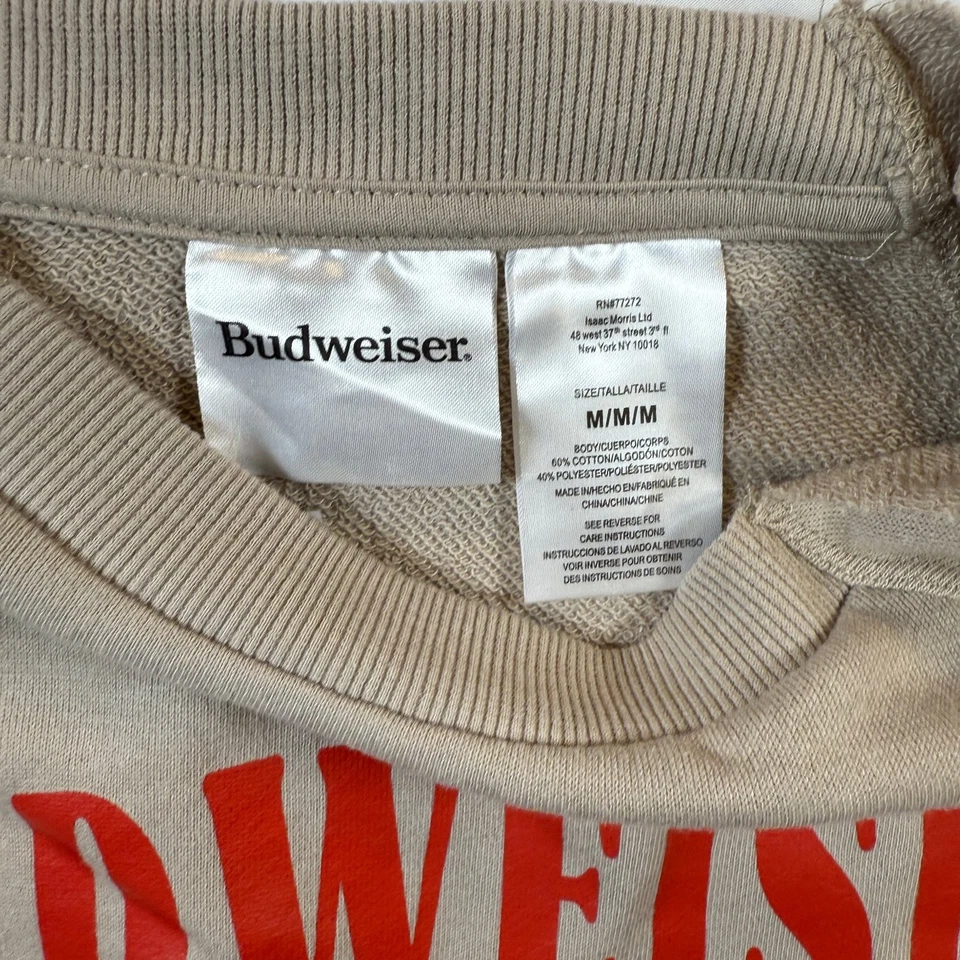 Budweiser.
RN#77272
Isaac Morris Ltd
48 west 37th street 3rd fl
New York NY 10018
SIZE/TALLA/TAILLE
M/M/M
BODY/CUERPO/CORPS
60% COTTON/ALGODÓN/COTON
40% POLYESTER/POLIÉSTER/POLYESTER
MADE IN/HECHO EN/FABRIQUÉ EN
CHINA/CHINA/CHINE
SEE REVERSE FOR
CARE INSTRUCTIONS
INSTRUCCIONES DE LAVADO AL REVERSO
VOIR INVERSE POUR OBTENIR
DES INSTRUCTIONS DE SOINS
DWEIS